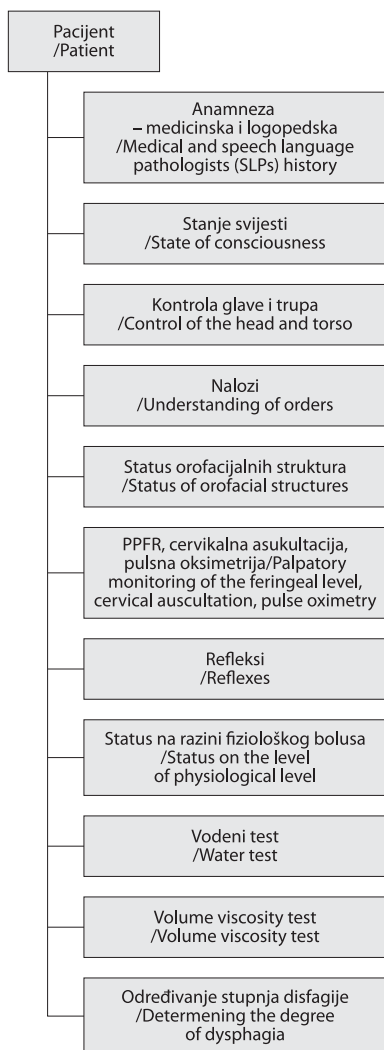 Pacijent
/Patient
Anamneza
– medicinska i logopedska
/Medical and speech language
pathologists (SLPs) history
Stanje svijesti
/State of consciousness
Kontrola glave i trupa
/Control of the head and torso
Nalozi
/Understanding of orders
Status orofacijalnih struktura
/Status of orofacial structures
PPFR, cervikalna asukultacija,
pulsna oksimetrija/Palpatory
monitoring of the feringeal level,
cervical auscultation, pulse oximetry
Refleksi
/Reflexes
Status na razini fiziološkog bolusa
/Status on the level
of physiological level
Vodeni test
/Water test
Volume viscosity test
/Volume viscosity test
Određivanje stupnja disfagije
/Determening the degree
of dysphagia